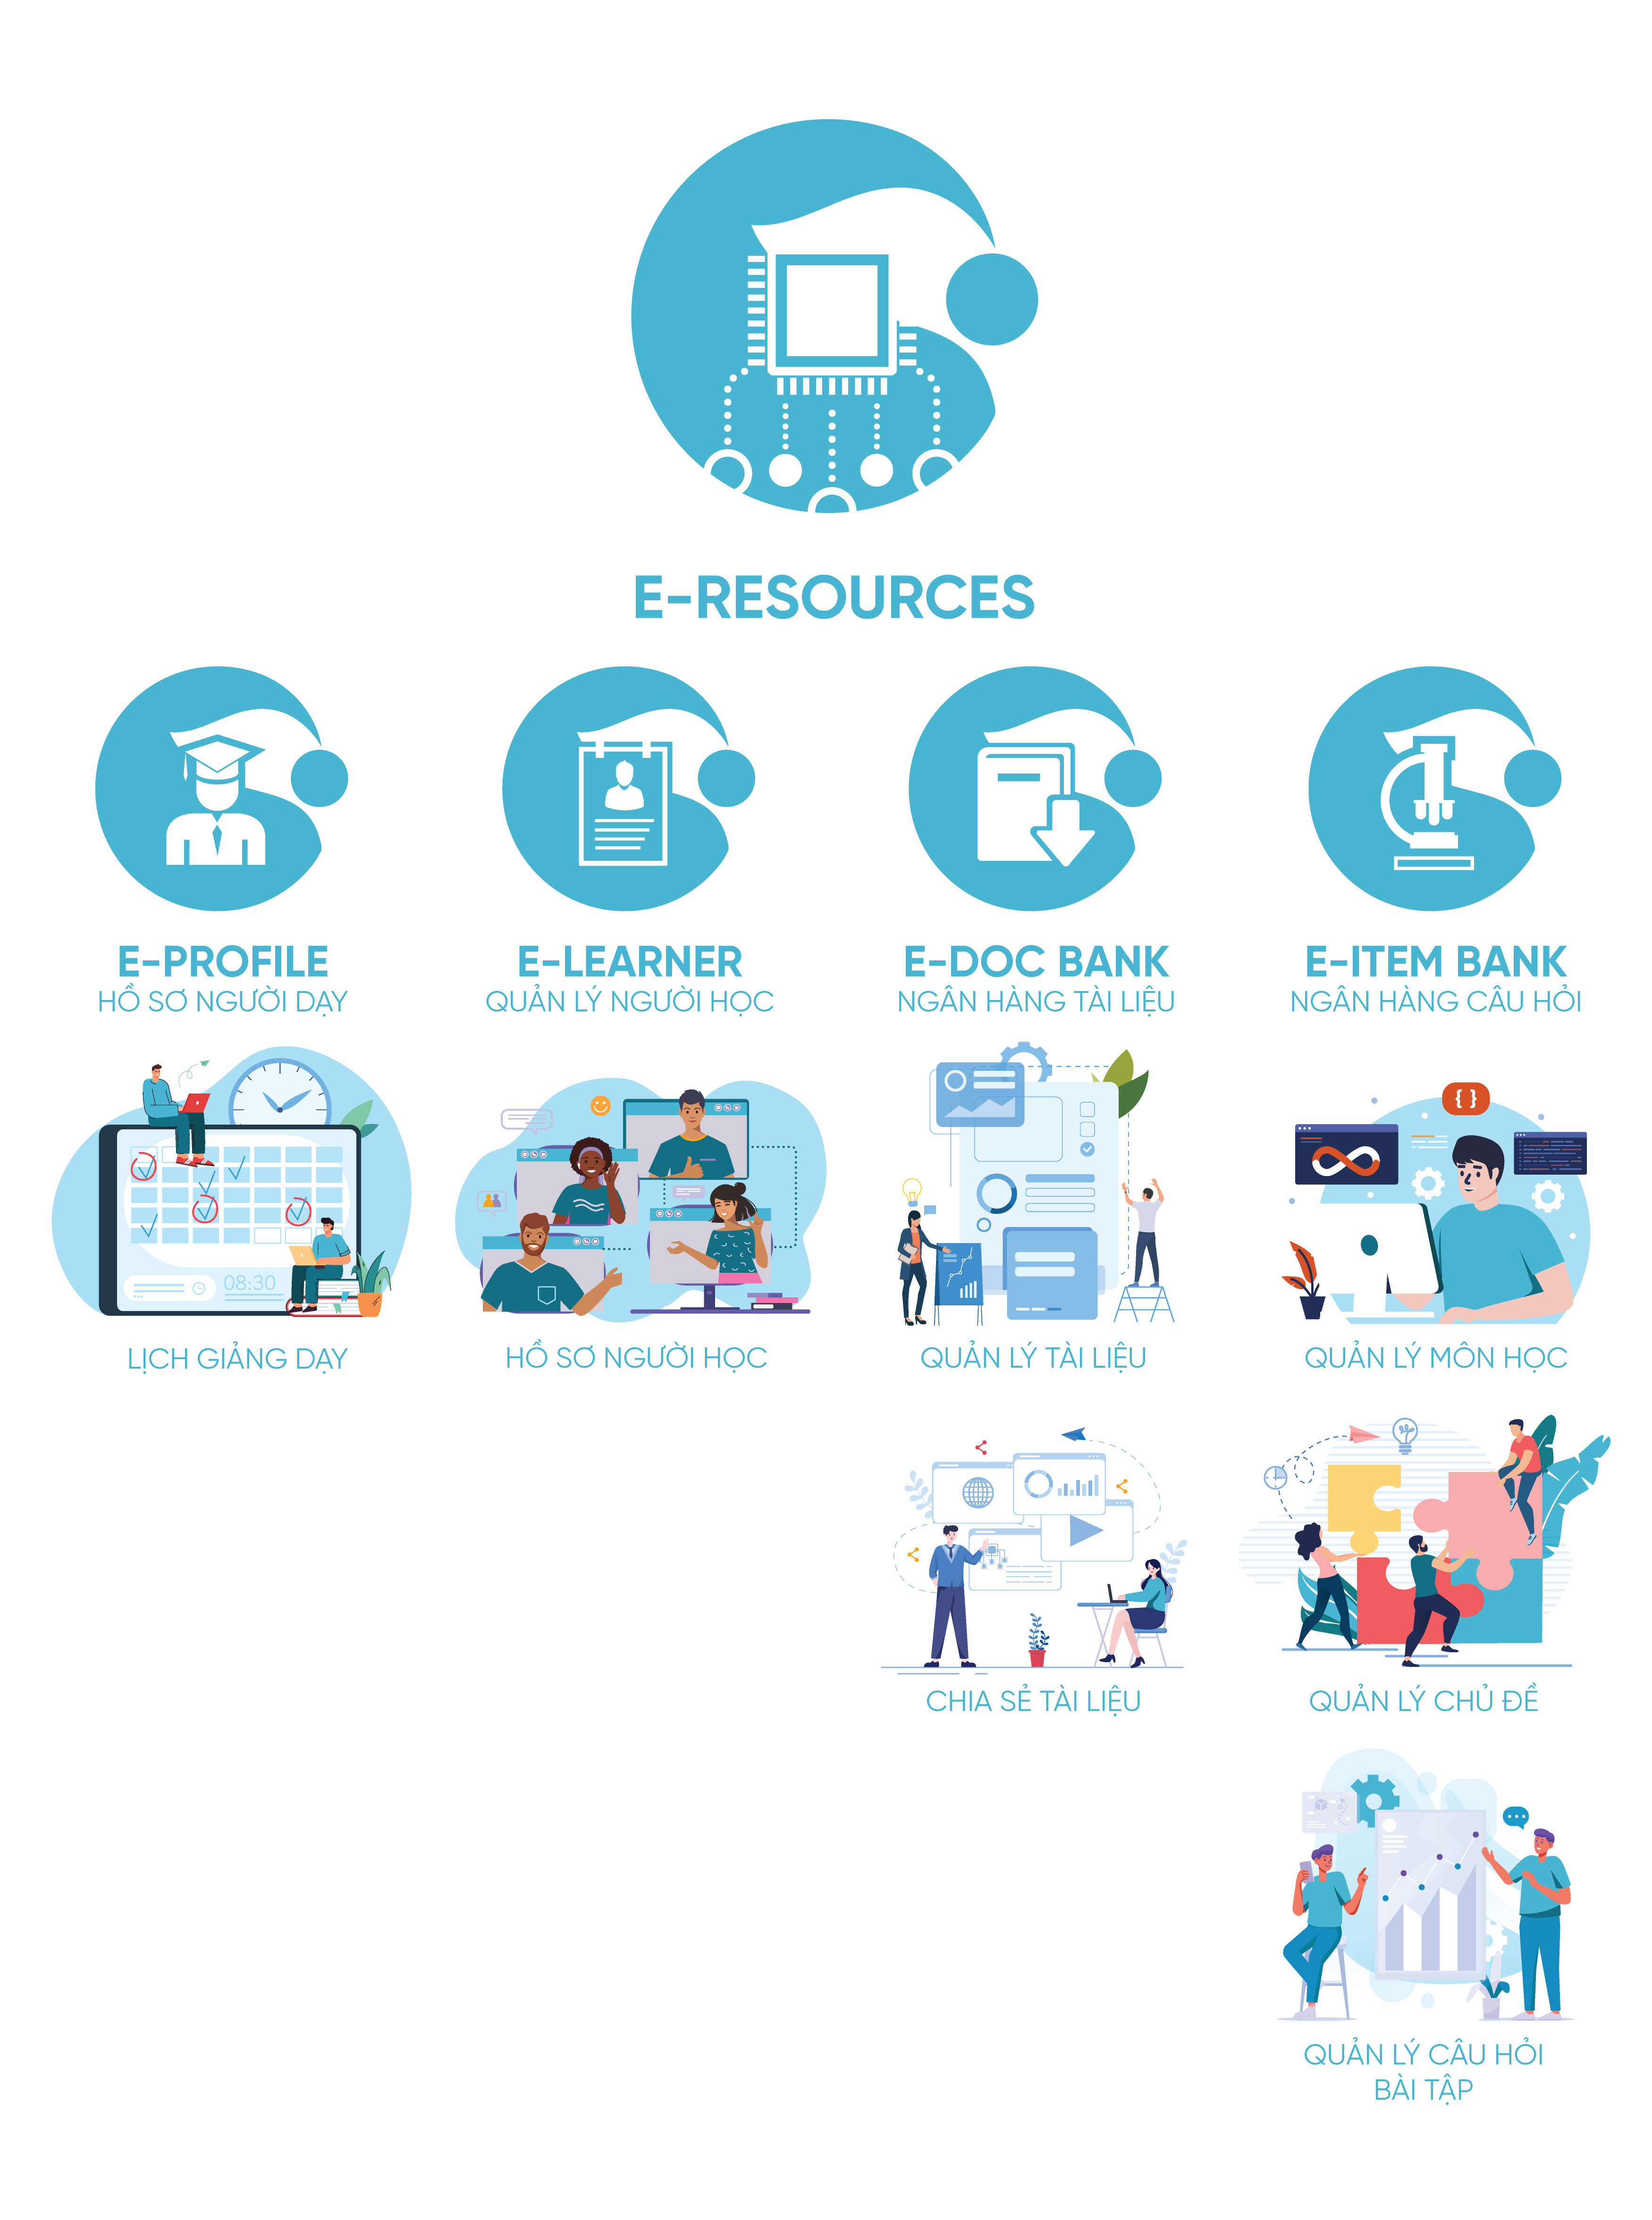 E-RESOURCES
E-PROFILE
HỒ SƠ NGƯỜI DẠY
E-LEARNER
QUẢN LÝ NGƯỜI HỌC
E-DOC BANK
NGÂN HÀNG TÀI LIỆU
E-ITEM BANK
NGÂN HÀNG CÂU HỎI
{ }
08:30
LỊCH GIẢNG DẠY
HỒ SƠ NGƯỜI HỌC
QUẢN LÝ TÀI LIỆU
QUẢN LÝ MÔN HỌC
CHIA SẺ TÀI LIỆU
QUẢN LÝ CHỦ ĐỀ
QUẢN LÝ CÂU HỎI
BÀI TẬP